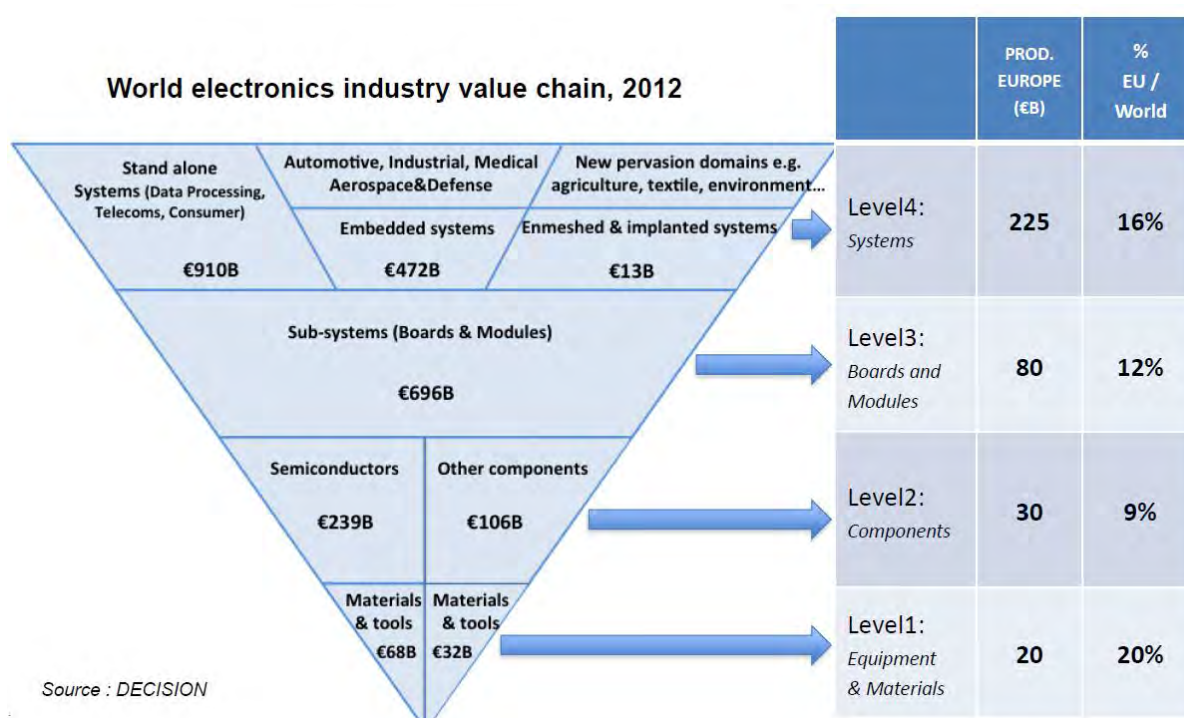 World electronics industry value chain, 2012
Stand alone
Systems (Data Processing,
Telecoms, Consumer)
€910B
Automotive, Industrial, Medical
Aerospace&Defense
Embedded systems
€472B
New pervasion domains e.g.
agriculture, textile, environment...
Enmeshed & implanted systems
€13B
Sub-systems (Boards & Modules)
€696B
Semiconductors
€239B
Other components
€106B
Materials
& tools
€68B
Materials
& tools
€32B
Source : DECISION
PROD.
EUROPE
(€B)
%
EU /
World
Level4:
Systems
225
16%
Level3:
Boards and
Modules
80
12%
Level2:
Components
30
9%
Level1:
Equipment
& Materials
20
20%